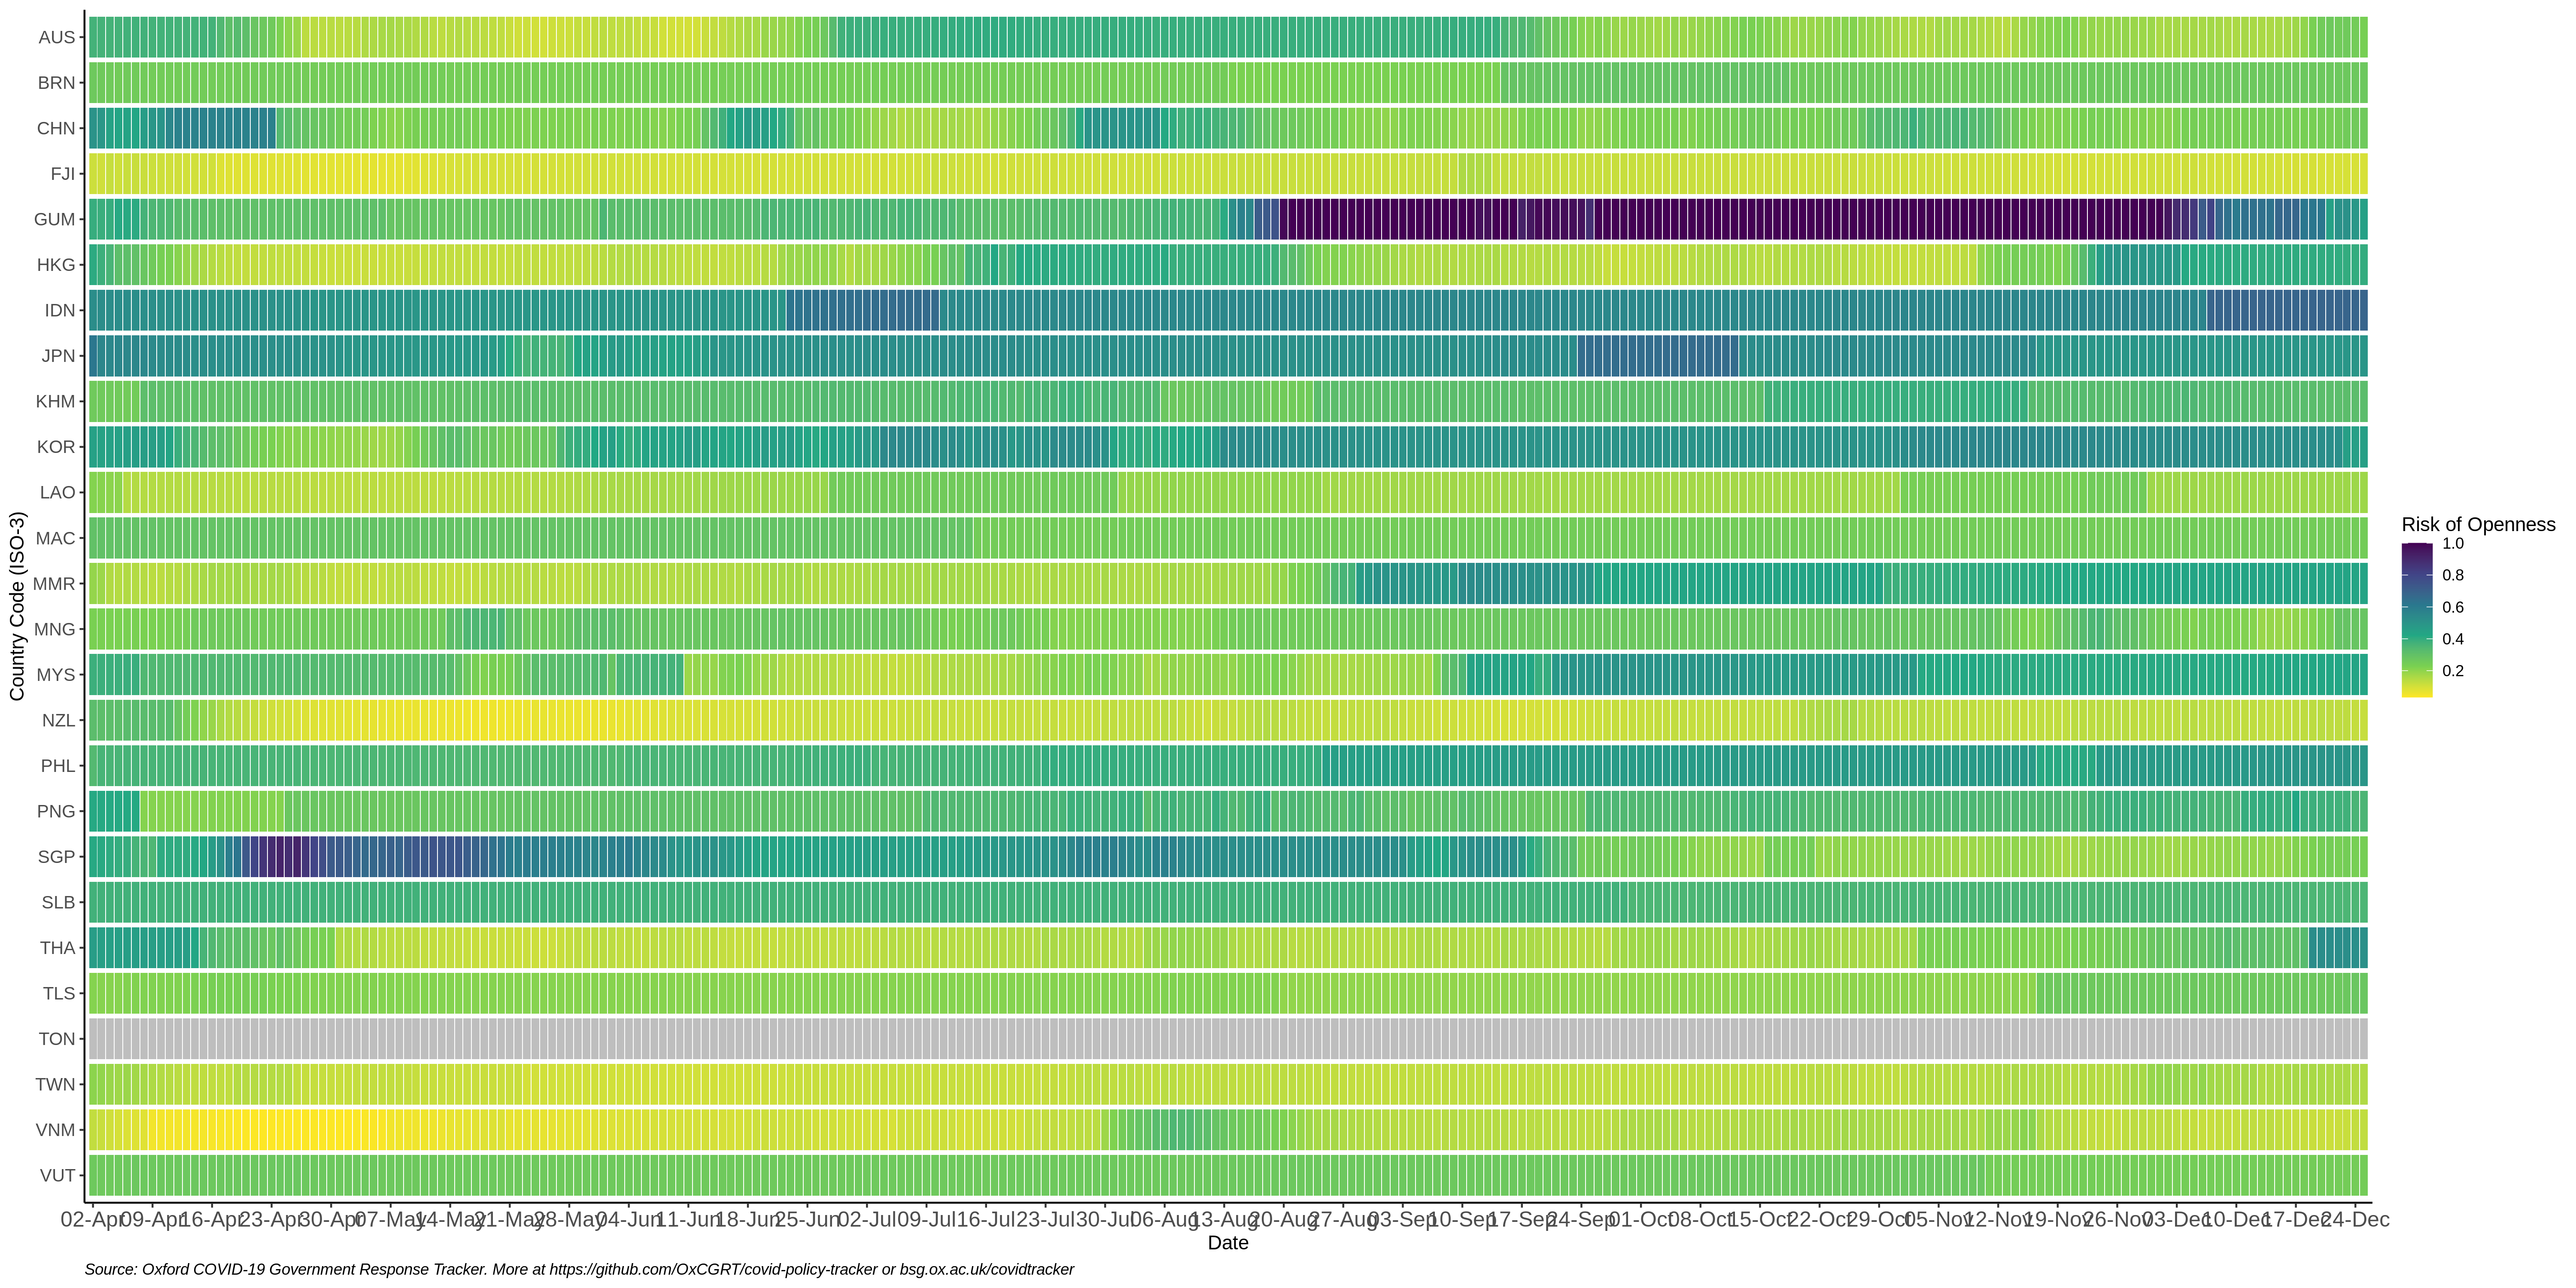 AUS
BRN
CHN
FJI
GUM
HKG
IDN
JPN
KHM
KOR
LAO
MAC
MMR
MNG
MYS
NZL
PHL
PNG
SGP
SLB
THA
TLS
TON
TWN
VNM
VUT
Country Code (ISO-3)
Risk of Openness
1.0
0.8
0.6
0.4
0.2
02-Apr 09-Apr 16-Apr 23-Apr 30-Apr 07-May 14-May 21-May 28-May 04-Jun 11-Jun 18-Jun 25-Jun 02-Jul 09-Jul 16-Jul 23-Jul 30-Jul 06-Aug 13-Aug 20-Aug 27-Aug 03-Sep 10-Sep 17-Sep 24-Sep 01-Oct 08-Oct 15-Oct 22-Oct 29-Oct 05-Nov 12-Nov 19-Nov 26-Nov 03-Dec 10-Dec 17-Dec 24-Dec
Date
Source: Oxford COVID-19 Government Response Tracker. More at https://github.com/OxCGRT/covid-policy-tracker or bsg.ox.ac.uk/covidtracker